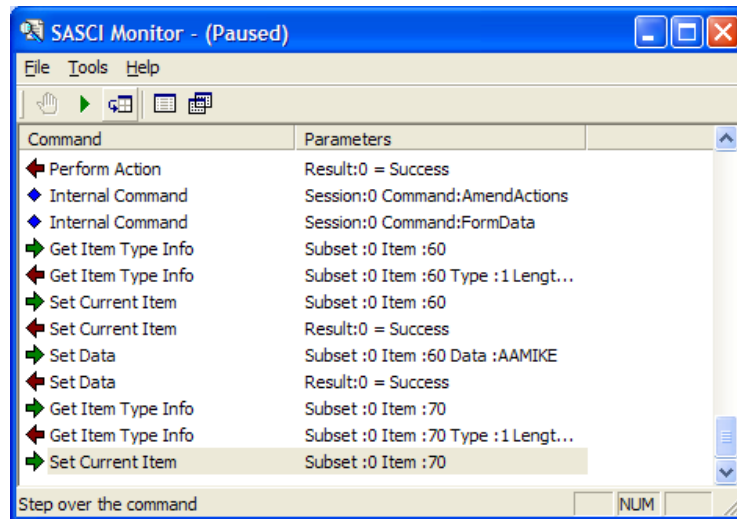 SASCI Monitor - (Paused)
File Tools Help
Command Parameters
Perform Action Result:0 = Success
Internal Command Session:0 Command:AmendActions
Internal Command Session:0 Command:FormData
Get Item Type Info Subset :0 Item :60
Get Item Type Info Subset :0 Item :60 Type :1 Lengt...
Set Current Item Subset :0 Item :60
Set Current Item Result:0 = Success
Set Data Subset :0 Item :60 Data :AAMIKE
Set Data Result:0 = Success
Get Item Type Info Subset :0 Item :70
Get Item Type Info Subset :0 Item :70 Type :1 Lengt...
Set Current Item Subset :0 Item :70
Step over the command NUM